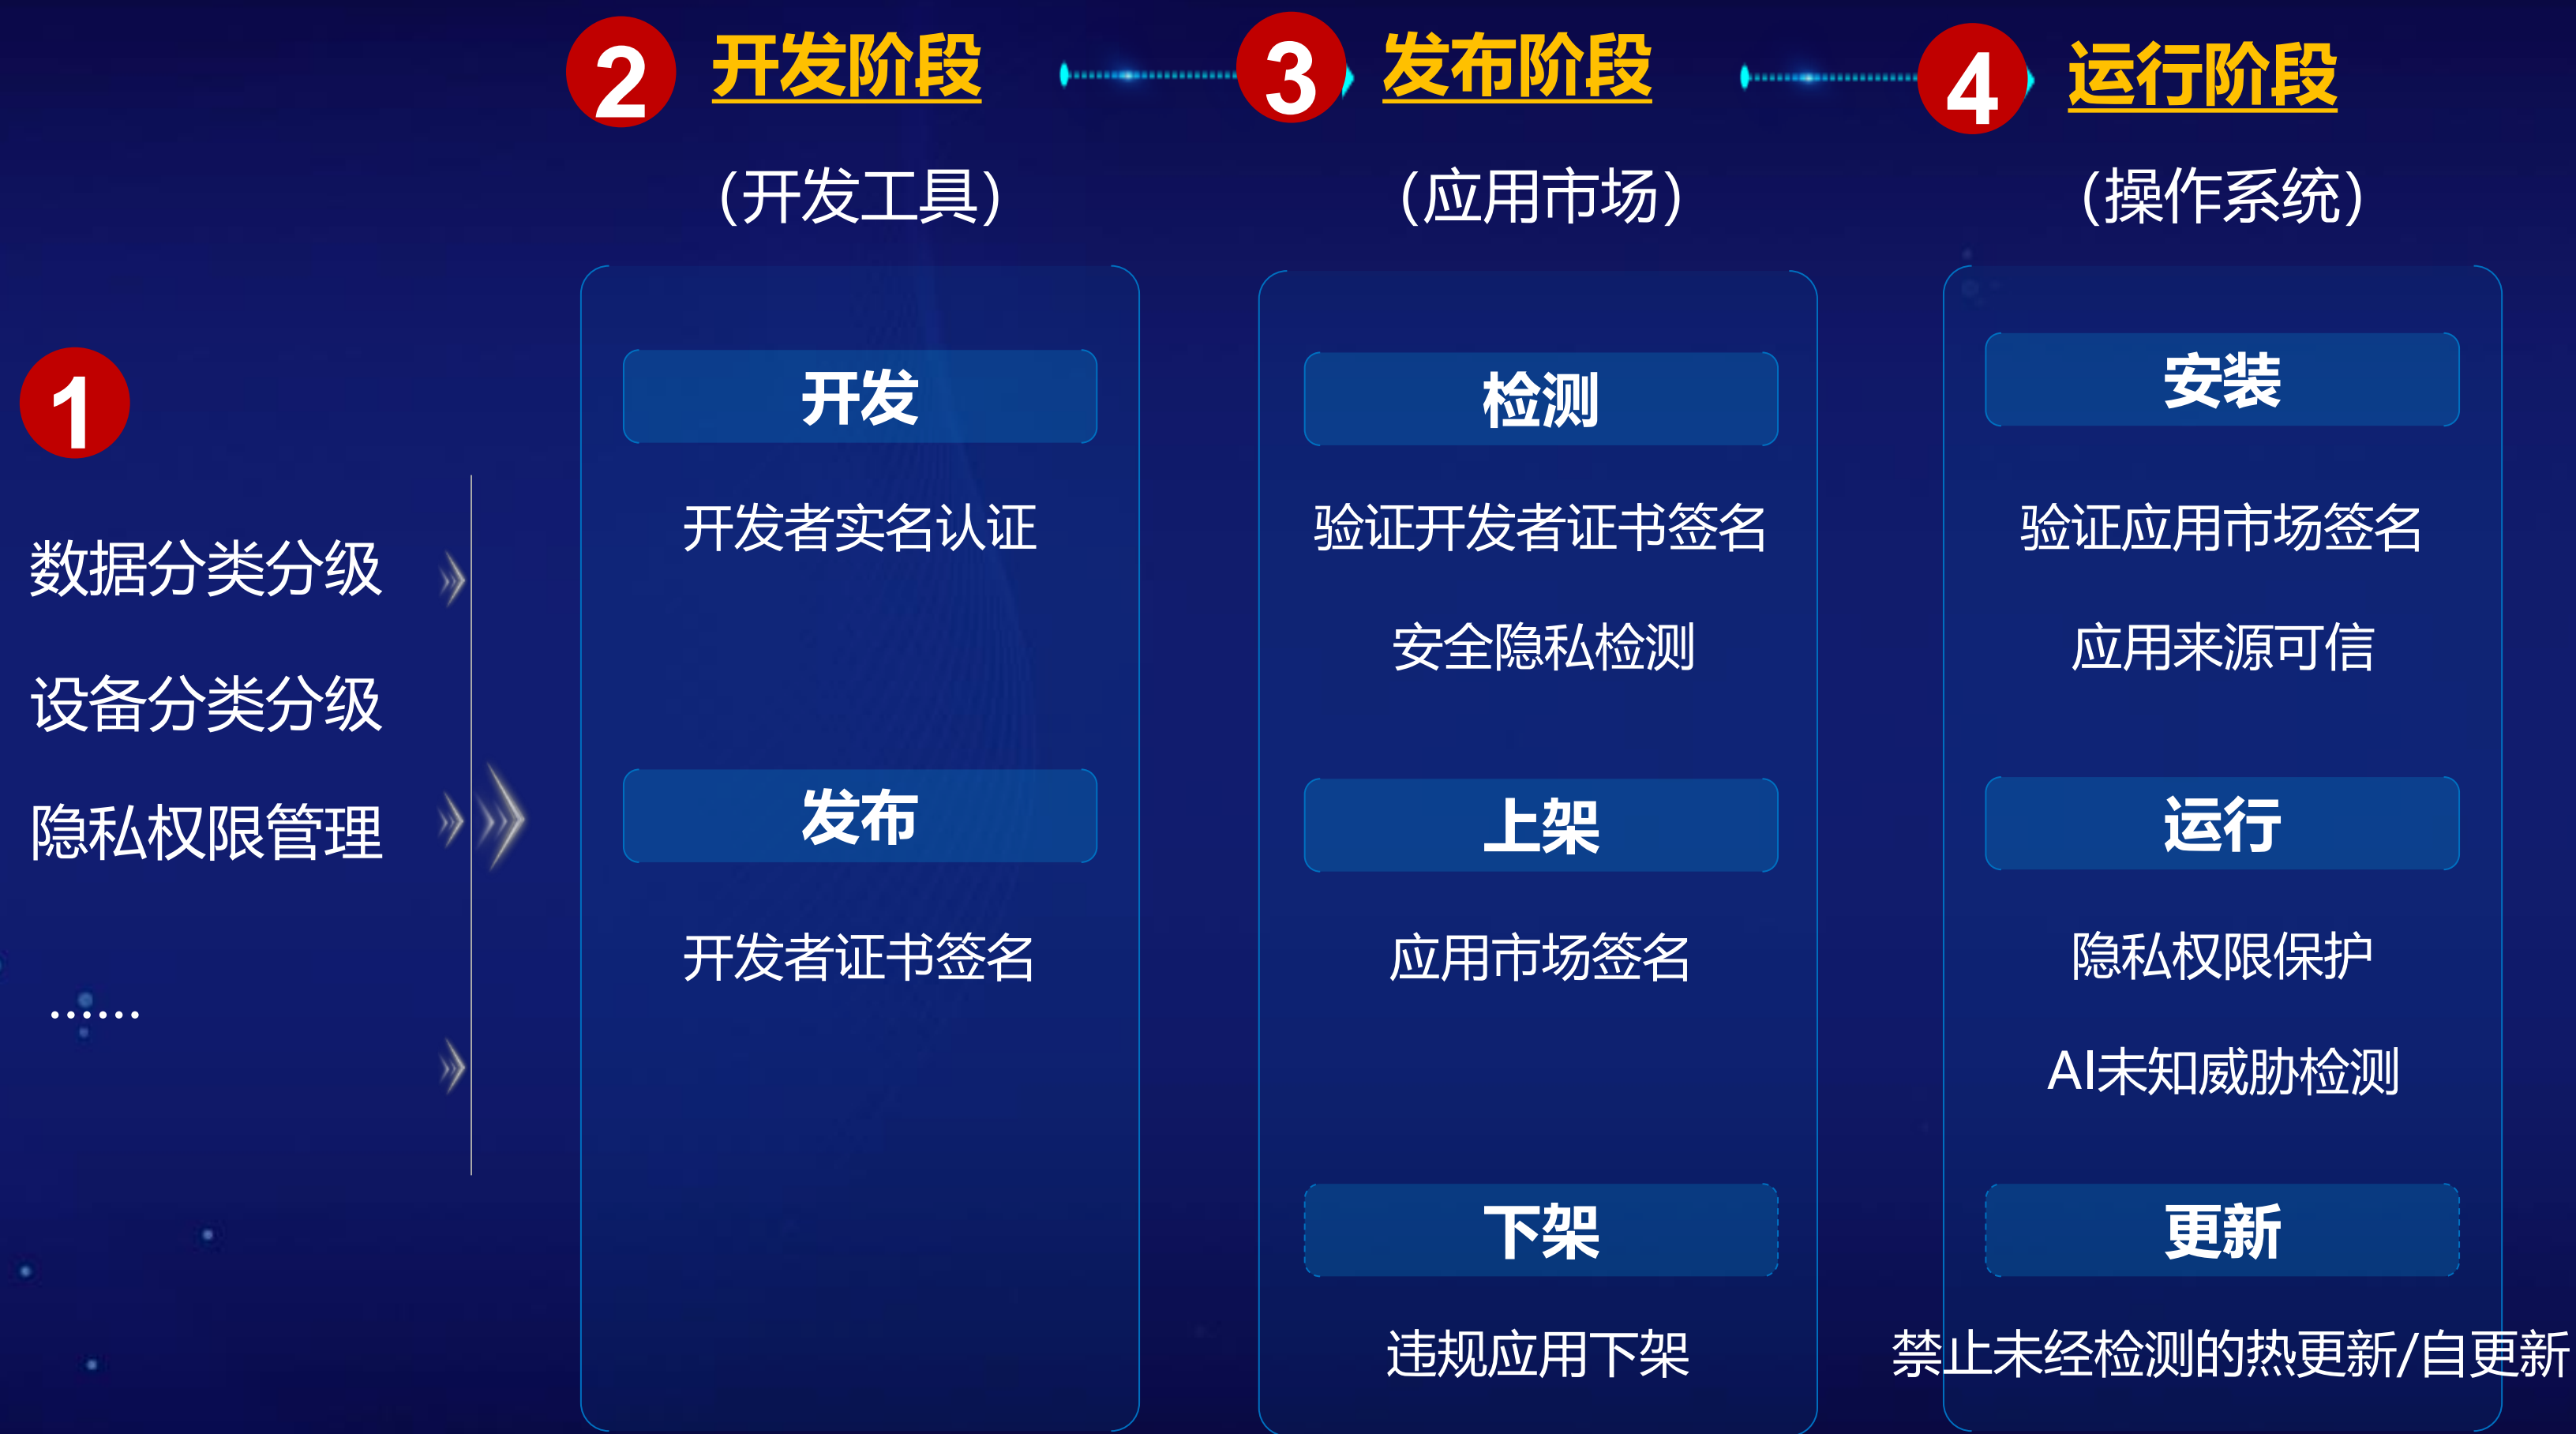 1
数据分类分级
设备分类分级
隐私权限管理
……
2 开发阶段
(开发工具)
开发
开发者实名认证
发布
开发者证书签名
3 发布阶段
(应用市场)
检测
验证开发者证书签名
安全隐私检测
上架
应用市场签名
下架
违规应用下架
4 运行阶段
(操作系统)
安装
验证应用市场签名
应用来源可信
运行
隐私权限保护
AI未知威胁检测
更新
禁止未经检测的热更新/自更新